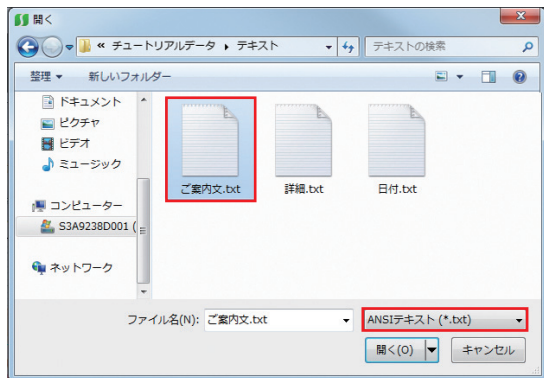 開く
« チュートリアルデータ ▸ テキスト
テキストの検索
整理 ▼ 新しいフォルダー
ドキュメント
ピクチャ
ビデオ
ミュージック
コンピューター
S3A9238D001 (
ネットワーク
ご案内文.txt
詳細.txt
日付.txt
ファイル名(N): ご案内文.txt
ANSIテキスト (*.txt)
開く(O)
キャンセル